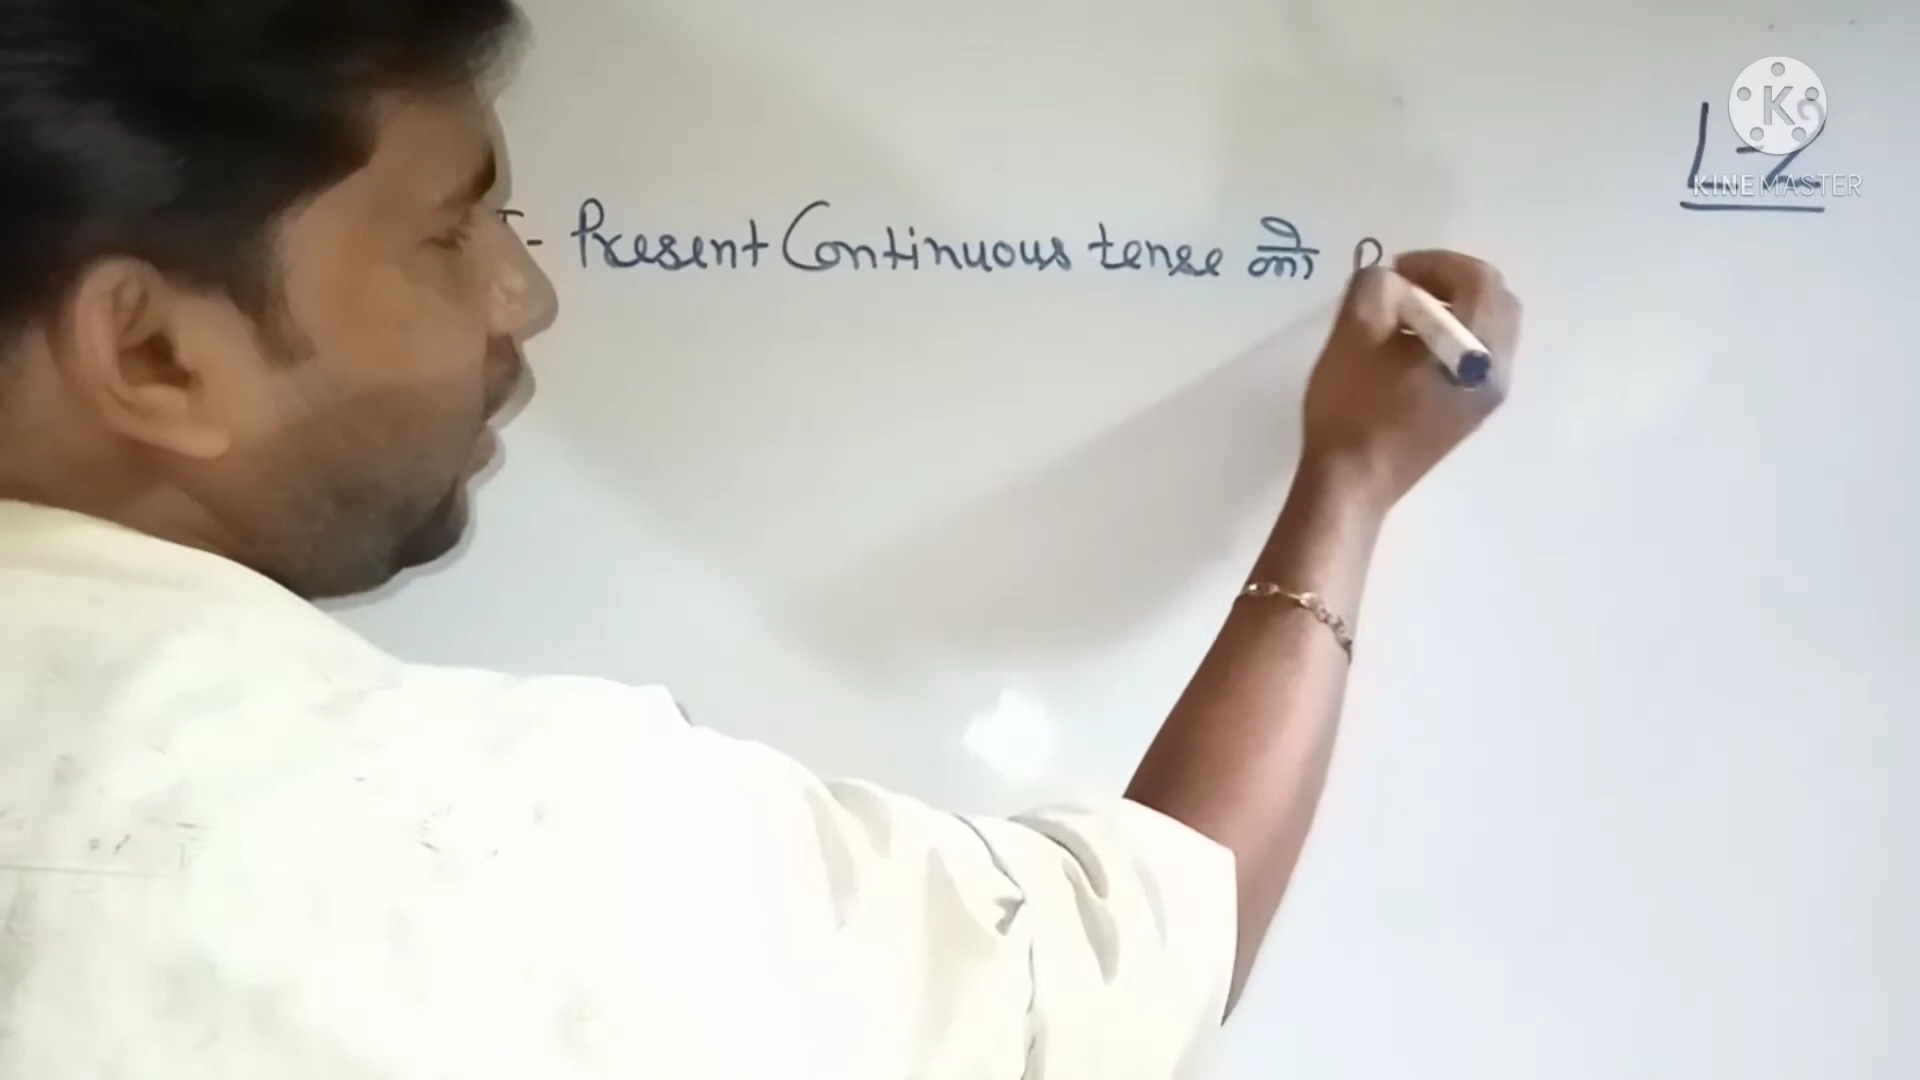 L-2
- Present Continuous tense को P
K
KINEMASTER